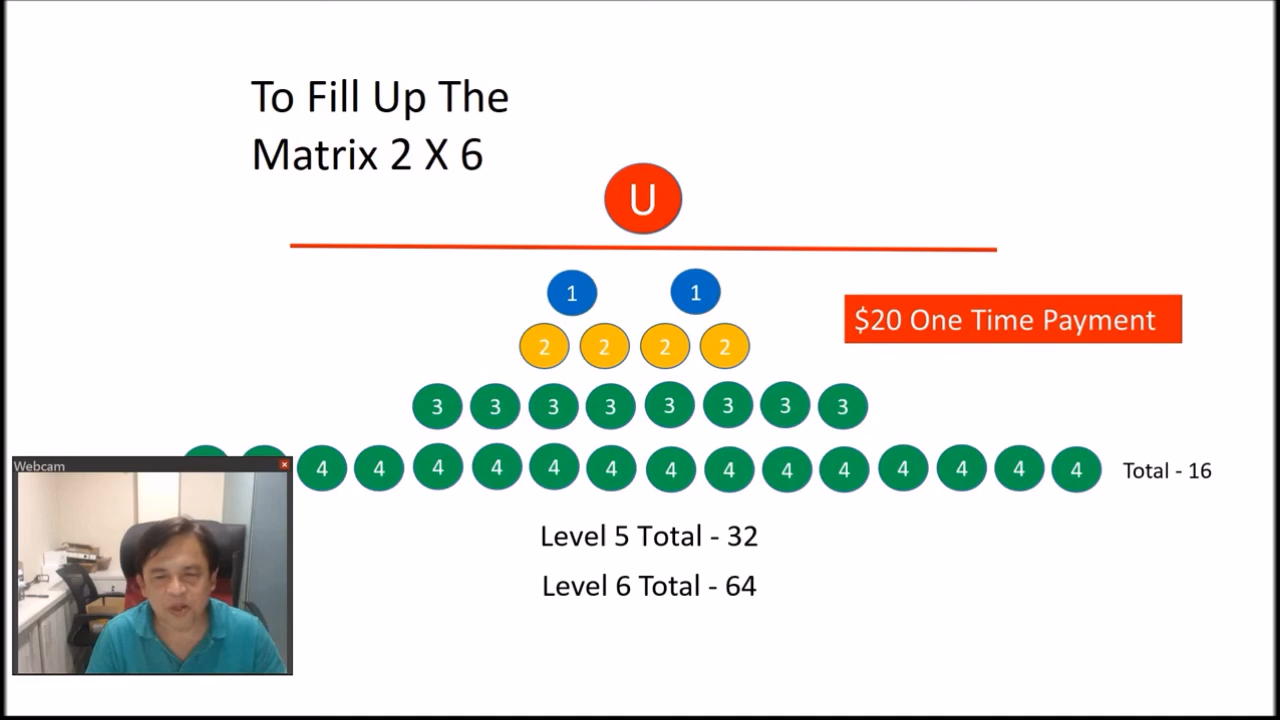 To Fill Up The
Matrix 2 X 6
U
1 1
$20 One Time Payment
2 2 2 2
3 3 3 3 3 3 3 3
4 4 4 4 4 4 4 4 4 4 4 4 4 4 Total - 16
Webcam
Level 5 Total - 32
Level 6 Total - 64